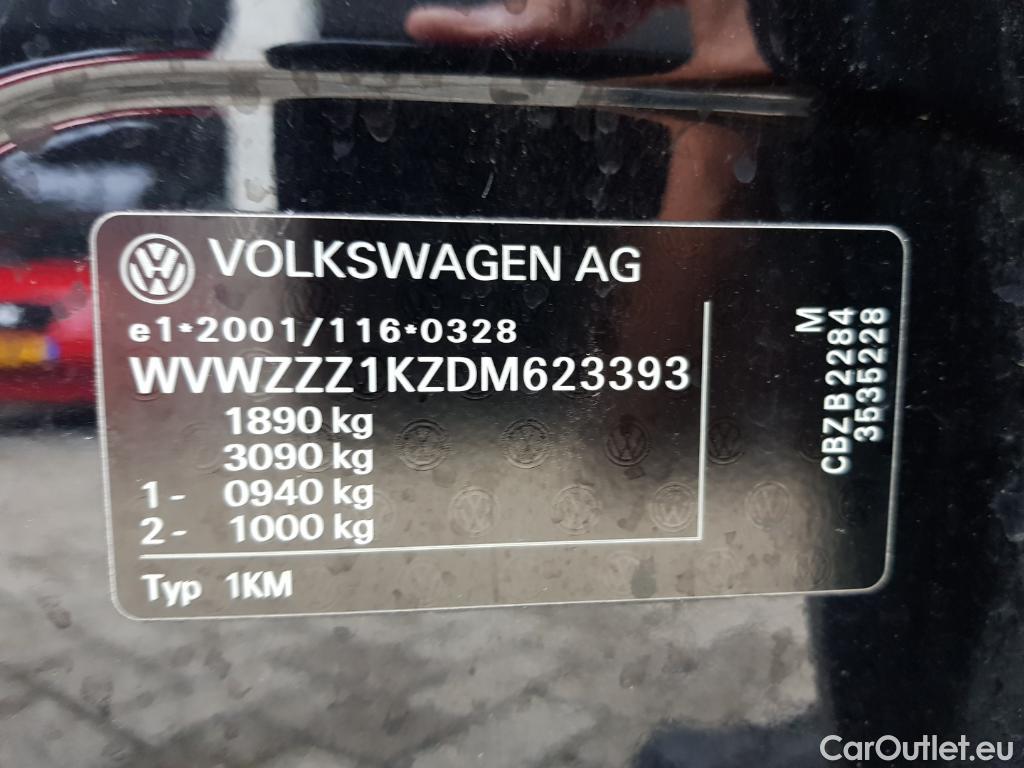 VOLKSWAGEN AG
e1*2001/116*0328
WVWZZZ1KZDM623393
1890 kg
3090 kg
1- 0940 kg
2- 1000 kg
Typ 1KM
M
CBZB2284
3535228
CarOutlet.eu